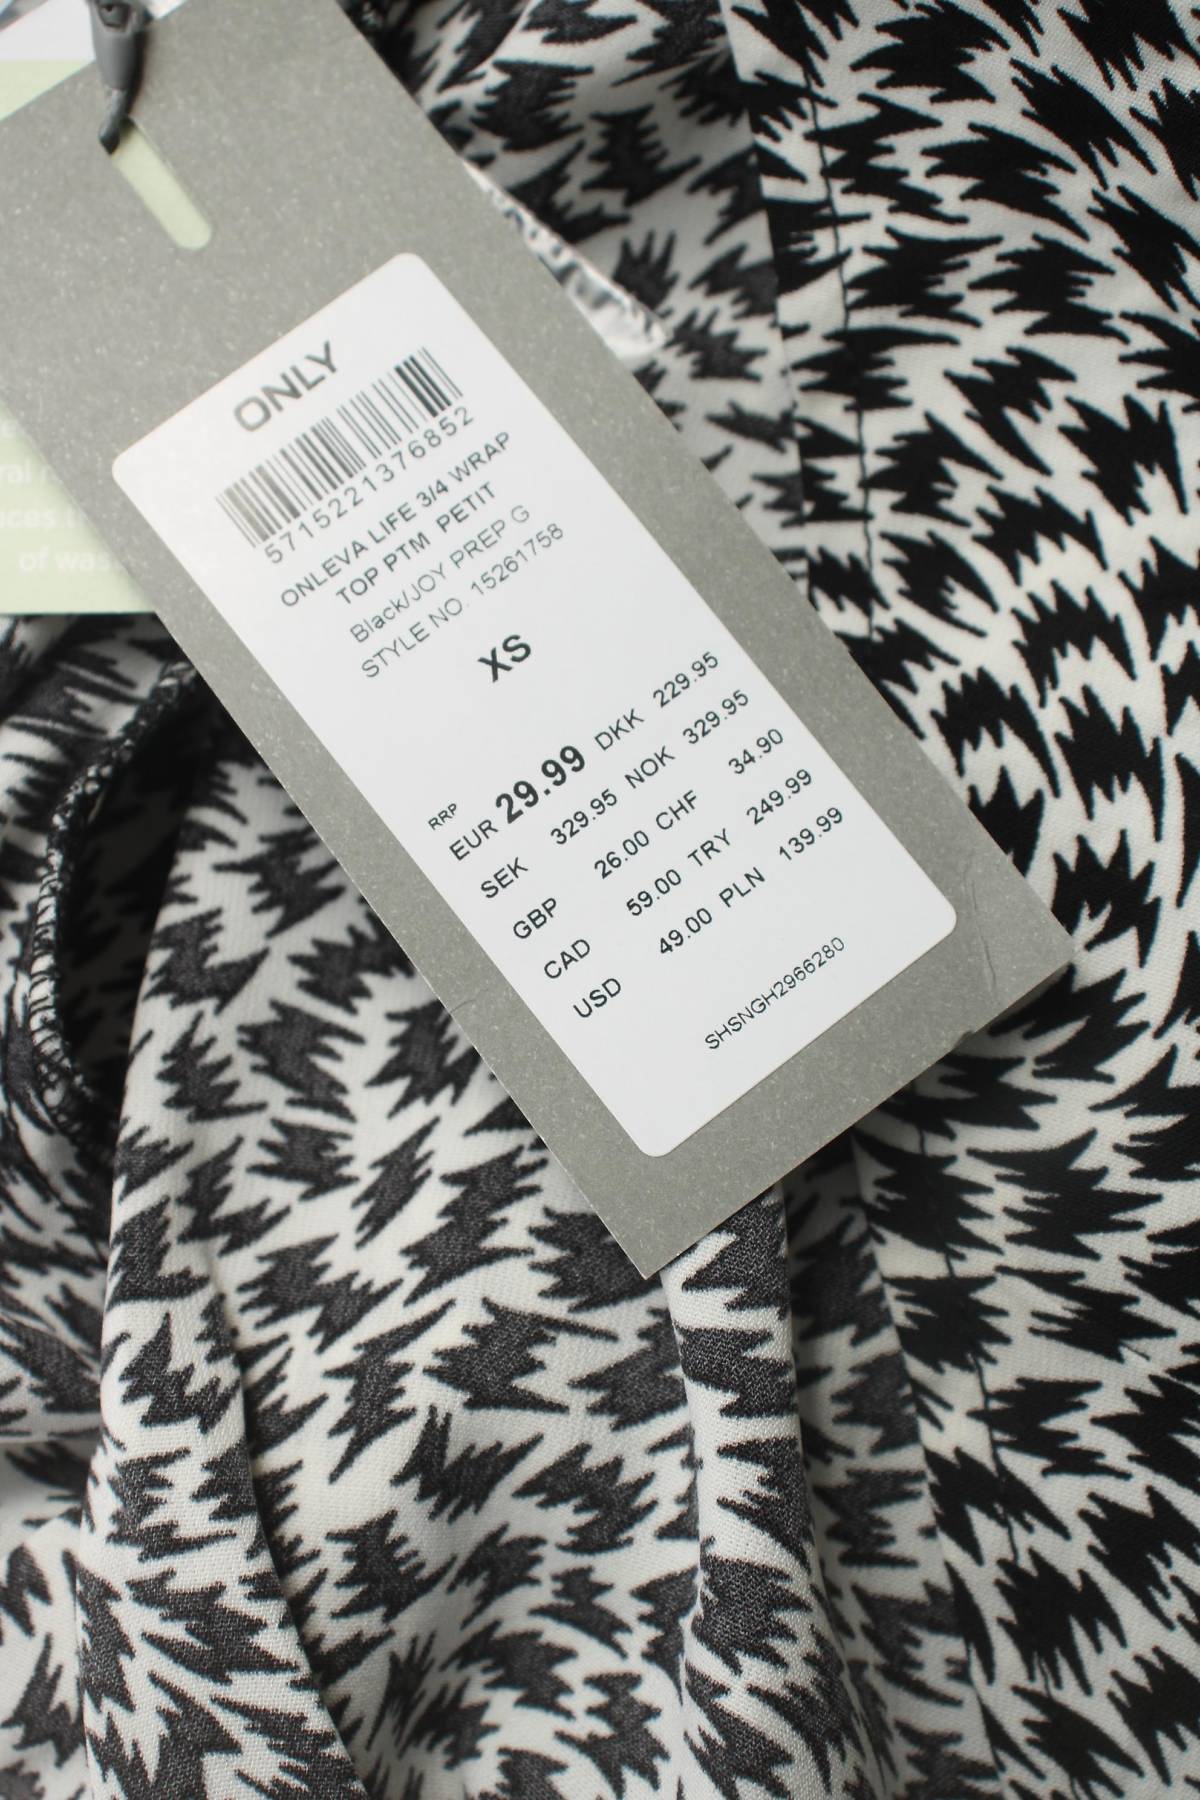 ONLY
5715221376852
ONLEVA LIFE 3/4 WRAP
TOP PTM PETIT
Black/JOY PREP G
STYLE NO. 15261758
XS
RRP
EUR 29.99 DKK 229.95
SEK 329.95 NOK 329.95
GBP 26.00 CHF 34.90
CAD 59.00 TRY 249.99
USD 49.00 PLN 139.99
SHSNGH2966280
of was